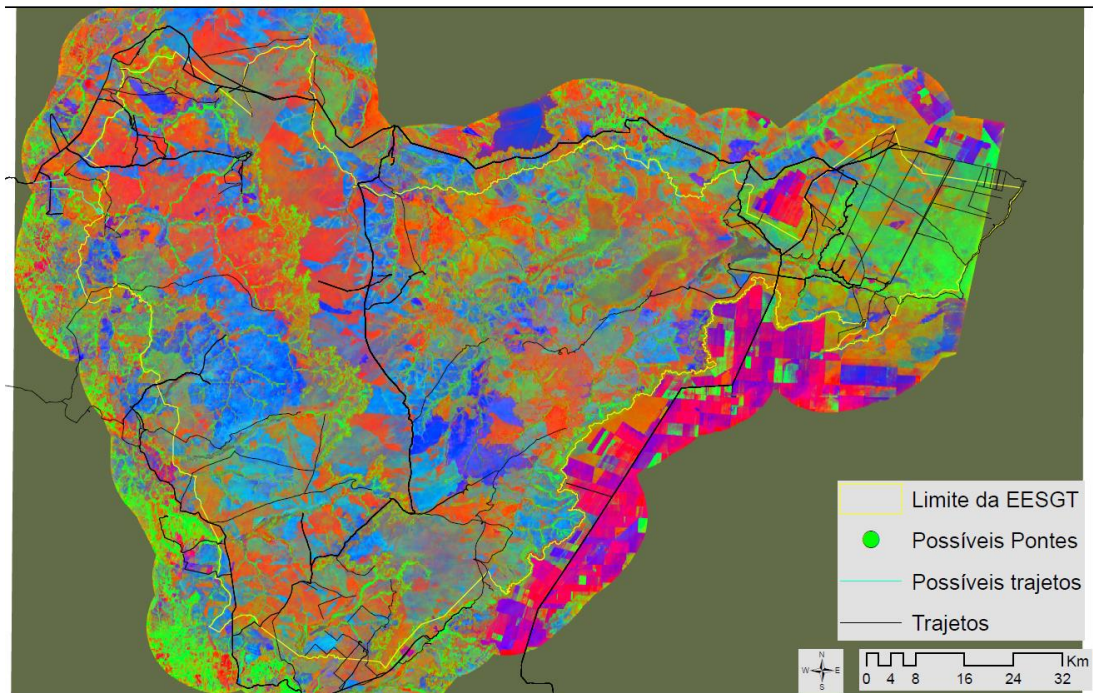 Limite da EESGT
Possíveis Pontes
Possíveis trajetos
Trajetos
N
W E
S
Km
0 4 8 16 24 32